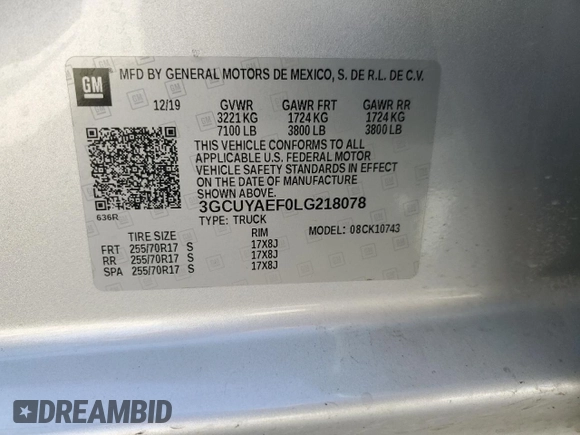 GM
MFD BY GENERAL MOTORS DE MEXICO, S. DE R.L. DE C.V.
12/19 GVWR GAWR FRT GAWR RR
3221 KG 1724 KG 1724 KG
7100 LB 3800 LB 3800 LB
THIS VEHICLE CONFORMS TO ALL
APPLICABLE U.S. FEDERAL MOTOR
VEHICLE SAFETY STANDARDS IN
EFFECT ON THE DATE OF MANUFACTURE
SHOWN ABOVE.
636R
3GCUYAEF0LG218078
TYPE: TRUCK
TIRE SIZE RIM MODEL: 08CK10743
FRT 255/70R17 S 17X8J
RR 255/70R17 S 17X8J
SPA 255/70R17 S 17X8J
DREAMBID